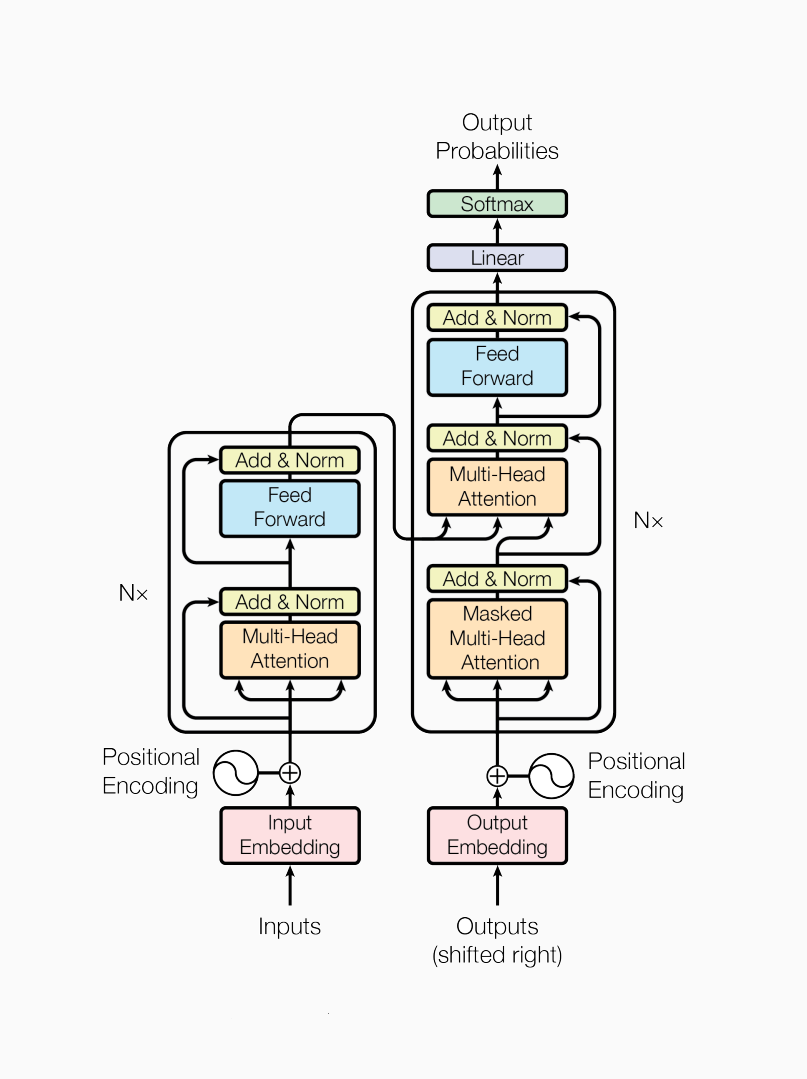 Output
Probabilities
Softmax
Linear
Add & Norm
Feed
Forward
Add & Norm
Multi-Head
Attention
Add & Norm
Masked
Multi-Head
Attention
Nx
Add & Norm
Feed
Forward
Add & Norm
Multi-Head
Attention
Nx
Positional
Encoding
Positional
Encoding
Input
Embedding
Output
Embedding
Inputs
Outputs
(shifted right)